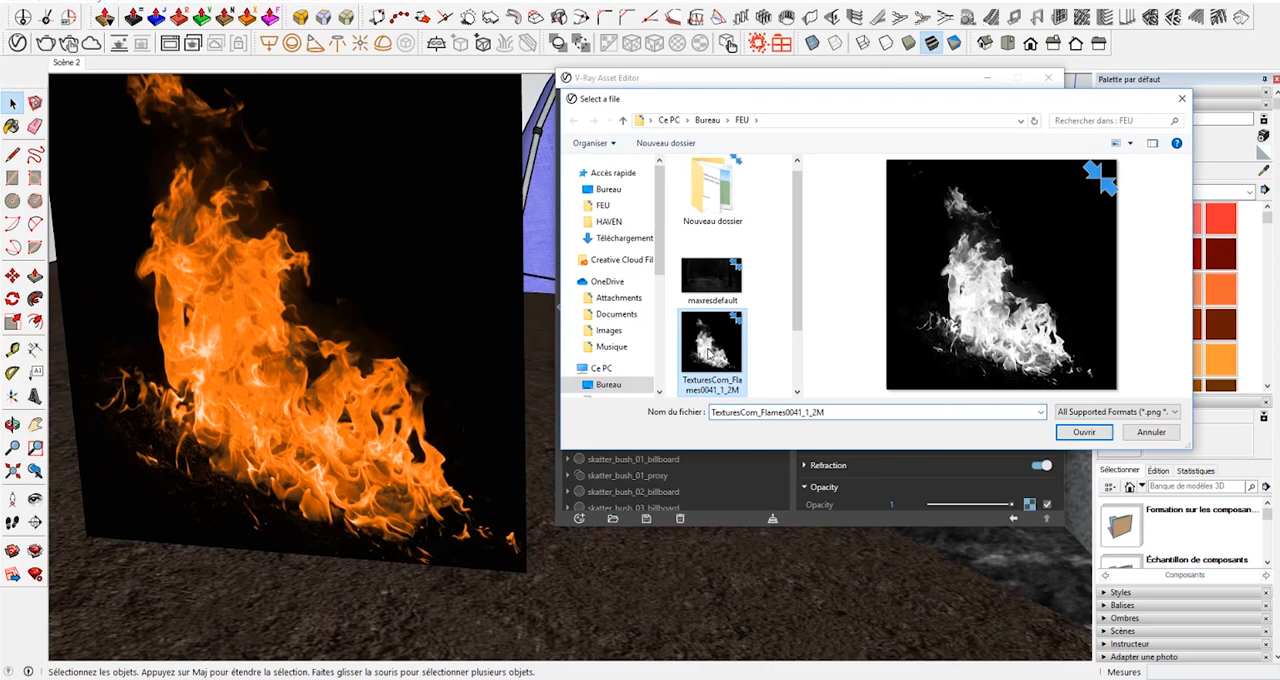 Scène 2
V-Ray Asset Editor
Select a file
Ce PC > Bureau > FEU >
Rechercher dans : FEU
Organiser
Nouveau dossier
Accès rapide
Bureau
FEU
HAVEN
Téléchargement
Creative Cloud Fil
OneDrive
Attachments
Documents
Images
Musique
Ce PC
Bureau
Nouveau dossier
maxresdefault
TexturesCom_Fla
mes0041_1_2M
Nom du fichier :
TexturesCom_Flames0041_1_2M
All Supported Formats (*.png *.
Ouvrir
Annuler
skatter_bush_01_billboard
skatter_bush_01_proxy
skatter_bush_02_billboard
skatter_bush_03_billboard
Refraction
Opacity
Opacity
1
Palette par défaut
Sélectionner
Édition
Statistiques
Banque de modèles 3D
Formation sur les composan...
Échantillon de composants
Composants
Styles
Balises
Ombres
Scènes
Instructeur
Adapter une photo
Sélectionnez les objets. Appuyez sur Maj pour étendre la sélection. Faites glisser la souris pour sélectionner plusieurs objets.
Mesures